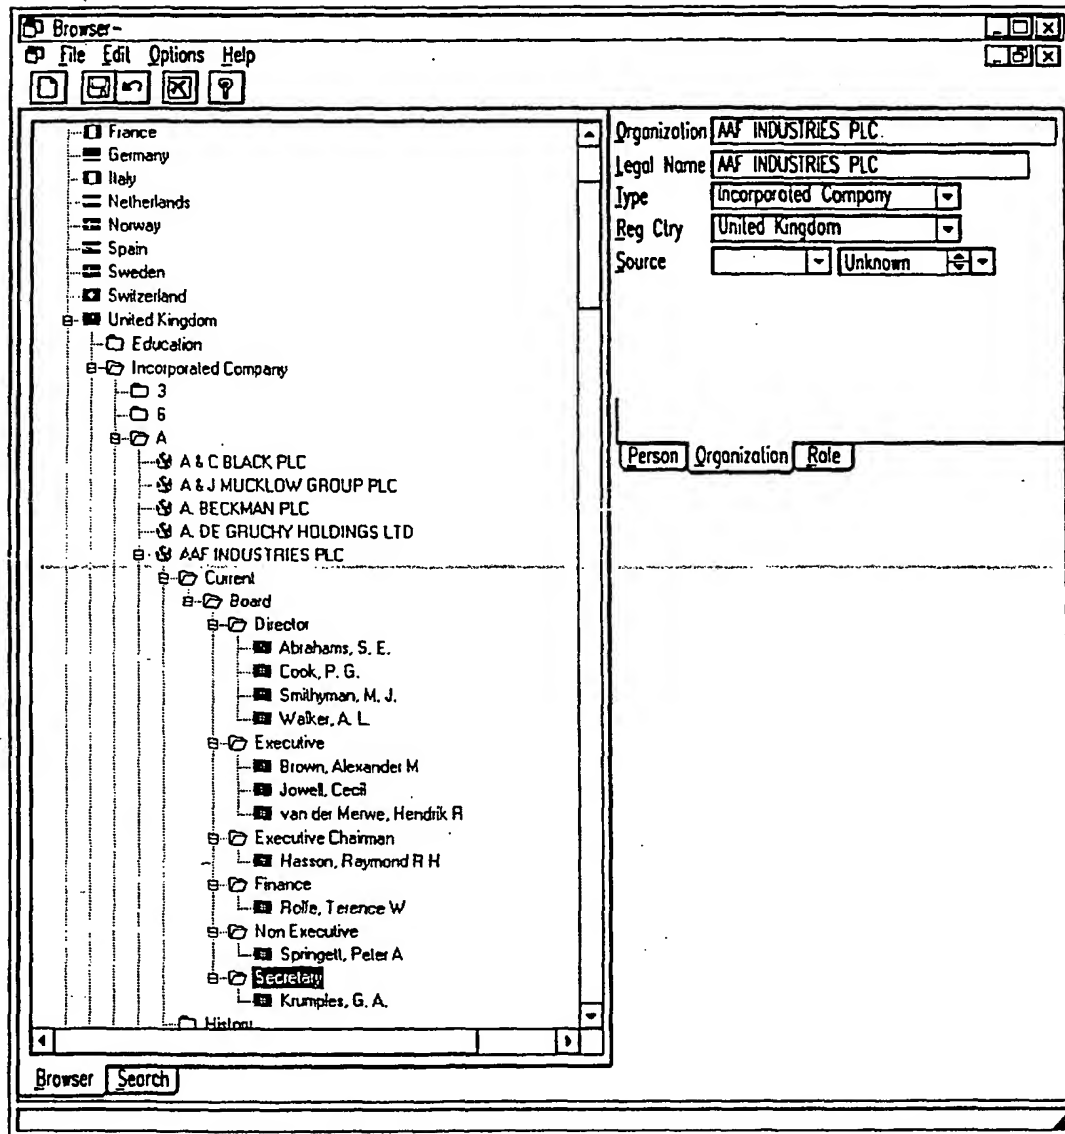 Browser-
File Edit Options Help
France
Germany
Italy
Netherlands
Norway
Spain
Sweden
Switzerland
United Kingdom
Education
Incorporated Company
3
6
A
A & C BLACK PLC
A & J MUCKLOW GROUP PLC
A. BECKMAN PLC
A. DE GRUCHY HOLDINGS LTD
AAF INDUSTRIES PLC
Current
Board
Director
Abrahams, S. E.
Cook, P. G.
Smithyman, M. J.
Walker, A. L.
Executive
Brown, Alexander M
Jowell, Cecil
van der Merwe, Hendrik R
Executive Chairman
Hasson, Raymond R H
Finance
Rolfe, Terence W
Non Executive
Springett, Peter A
Secretary
Krumples, G. A.
History
Browser Search
Organization AAF INDUSTRIES PLC.
Legal Name AAF INDUSTRIES PLC
Type Incorporated Company
Reg Ctry United Kingdom
Source Unknown
Person Organization Role